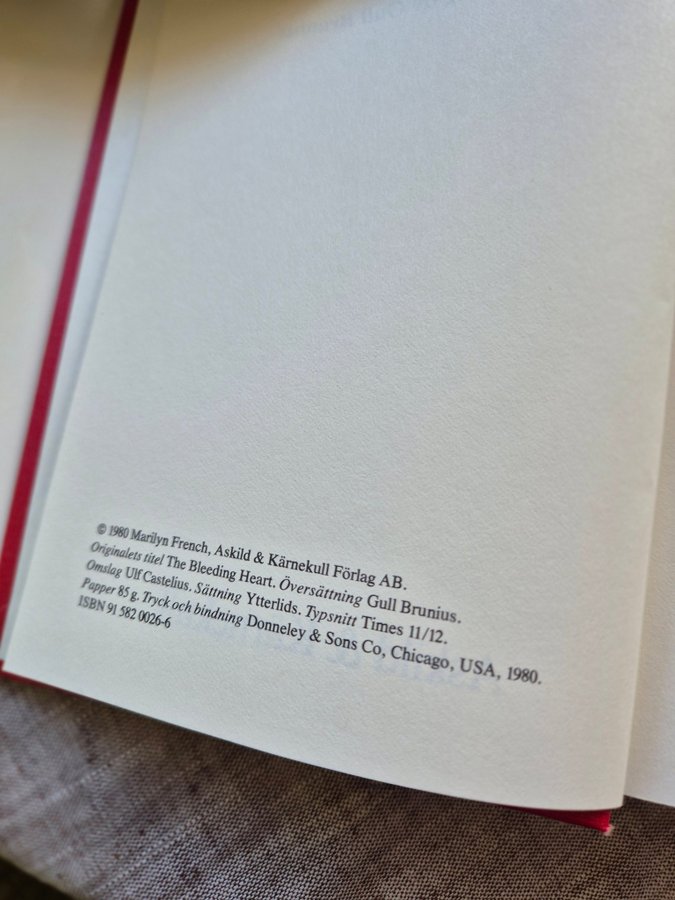 © 1980 Marilyn French, Askild & Kärnekull Förlag AB.
Originalets titel The Bleeding Heart. Översättning Gull Brunius.
Omslag Ulf Castelius. Sättning Ytterlids. Typsnitt Times 11/12.
Papper 85 g. Tryck och bindning Donneley & Sons Co, Chicago, USA, 1980.
ISBN 91 582 0026-6